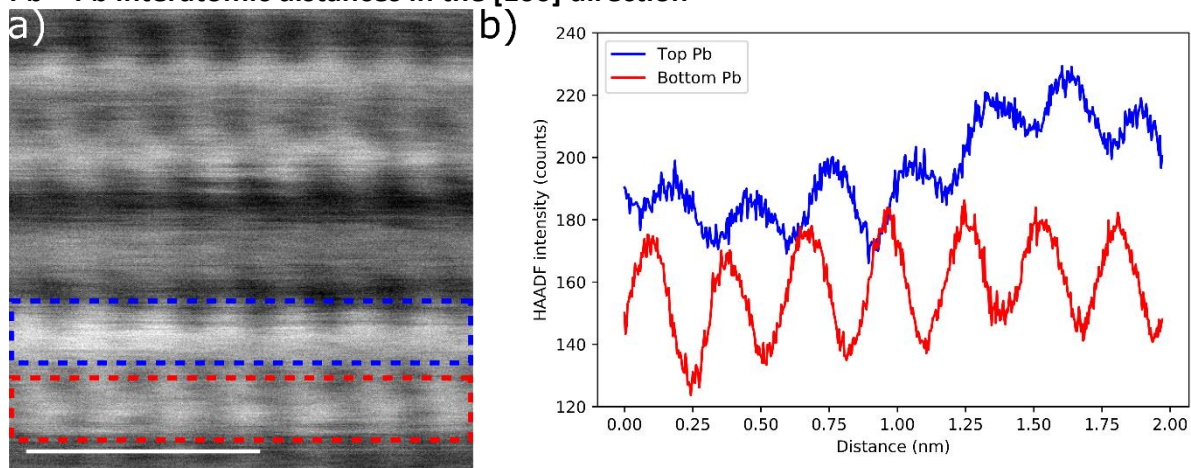 Pb – Pb interatomic distances in the [100] direction
a)
b)
240
220
200
180
160
140
120
HAADF intensity (counts)
Top Pb
Bottom Pb
0.00 0.25 0.50 0.75 1.00 1.25 1.50 1.75 2.00
Distance (nm)